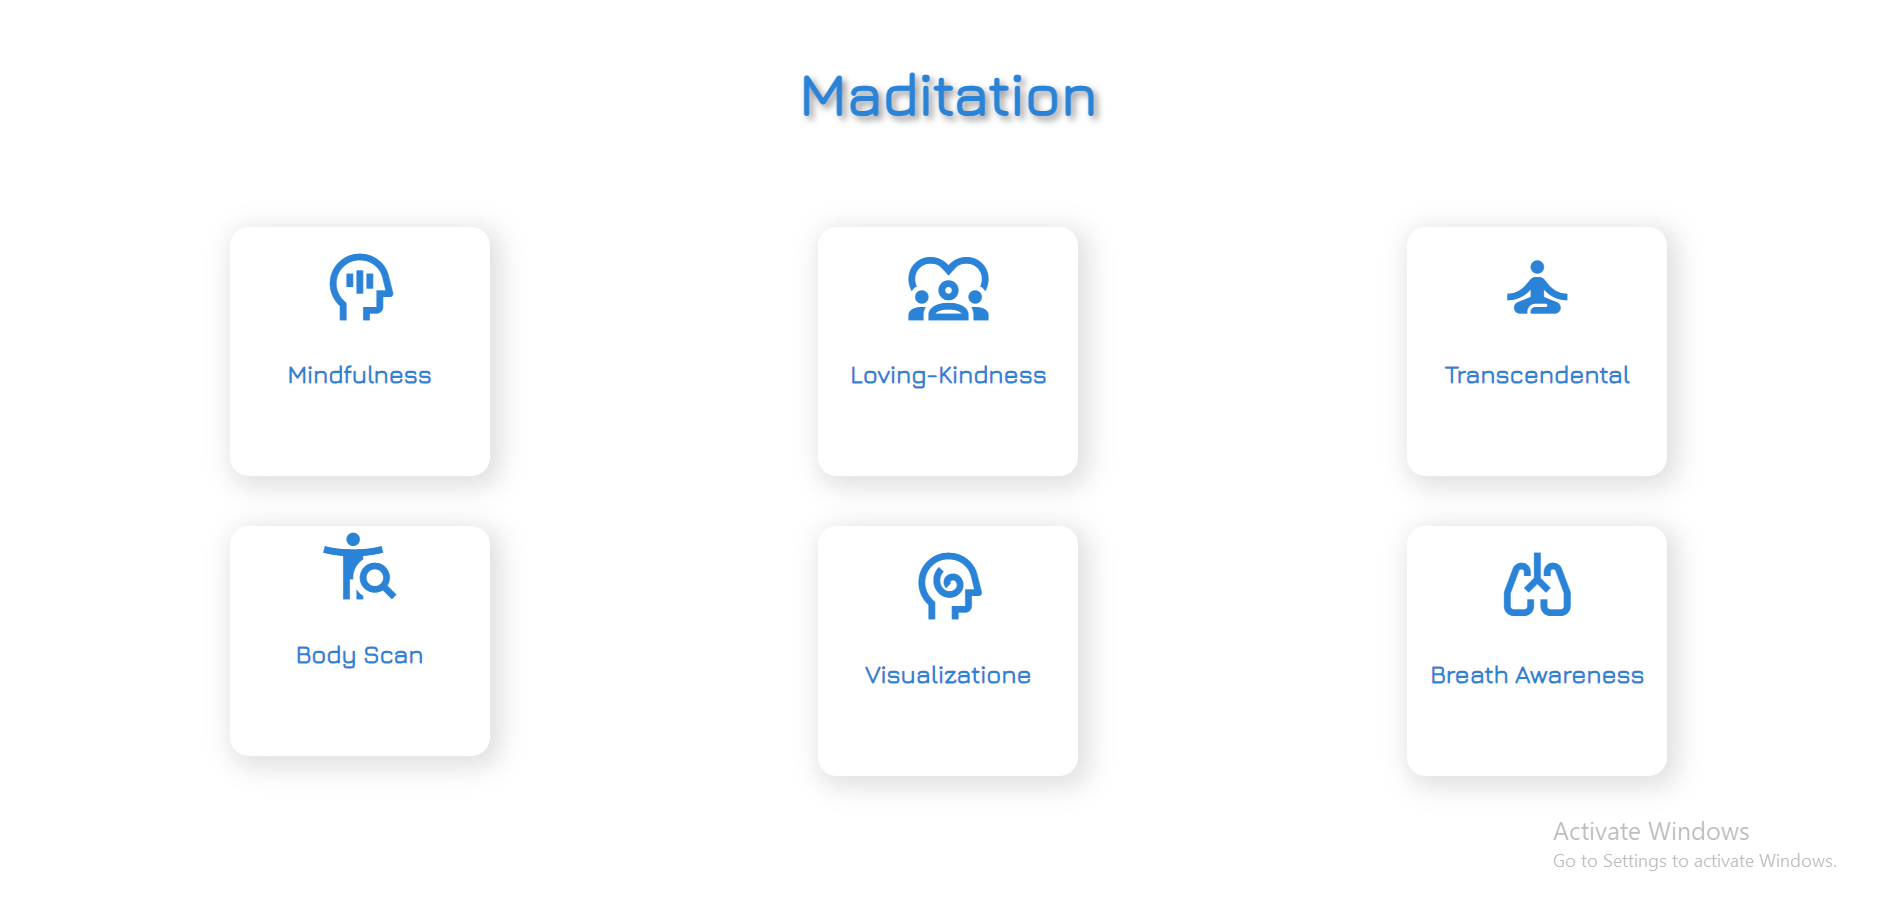 Maditation
Mindfulness
Loving-Kindness
Transcendental
Body Scan
Visualizatione
Breath Awareness
Activate Windows
Go to Settings to activate Windows.